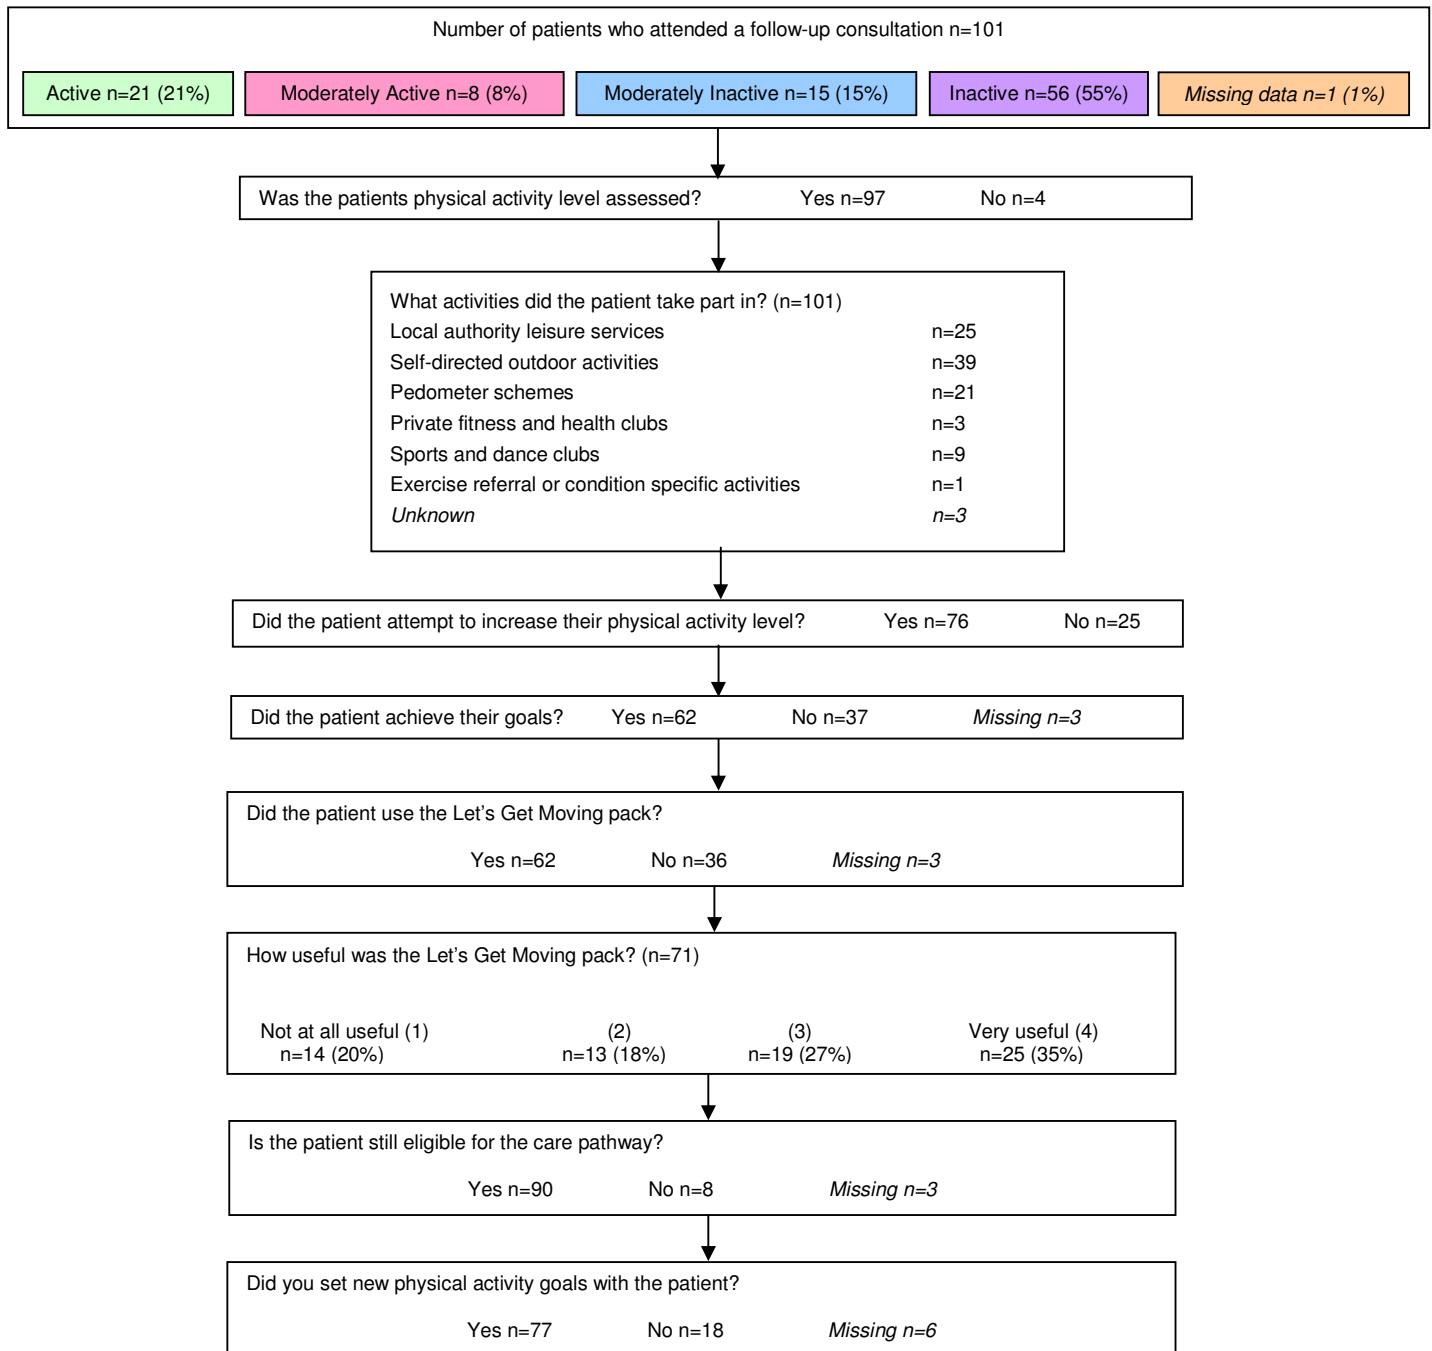 Number of patients who attended a follow-up consultation n=101
Active n=21 (21%) Moderately Active n=8 (8%) Moderately Inactive n=15 (15%) Inactive n=56 (55%) Missing data n=1 (1%)
Was the patients physical activity level assessed? Yes n=97 No n=4
What activities did the patient take part in? (n=101)
Local authority leisure services n=25
Self-directed outdoor activities n=39
Pedometer schemes n=21
Private fitness and health clubs n=3
Sports and dance clubs n=9
Exercise referral or condition specific activities n=1
Unknown n=3
Did the patient attempt to increase their physical activity level? Yes n=76 No n=25
Did the patient achieve their goals? Yes n=62 No n=37 Missing n=3
Did the patient use the Let's Get Moving pack?
Yes n=62 No n=36 Missing n=3
How useful was the Let's Get Moving pack? (n=71)
Not at all useful (1) (2) (3) Very useful (4)
n=14 (20%) n=13 (18%) n=19 (27%) n=25 (35%)
Is the patient still eligible for the care pathway?
Yes n=90 No n=8 Missing n=3
Did you set new physical activity goals with the patient?
Yes n=77 No n=18 Missing n=6